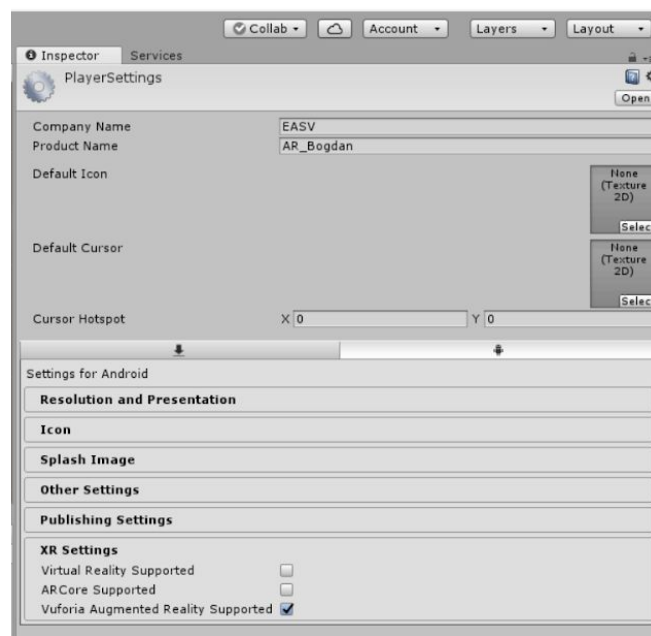 Collab Account Layers Layout
Inspector Services
PlayerSettings
Open
Company Name EASV
Product Name AR_Bogdan
Default Icon None
(Texture
2D)
Selec
Default Cursor None
(Texture
2D)
Selec
Cursor Hotspot X 0 Y 0
Settings for Android
Resolution and Presentation
Icon
Splash Image
Other Settings
Publishing Settings
XR Settings
Virtual Reality Supported
ARCore Supported
Vuforia Augmented Reality Supported